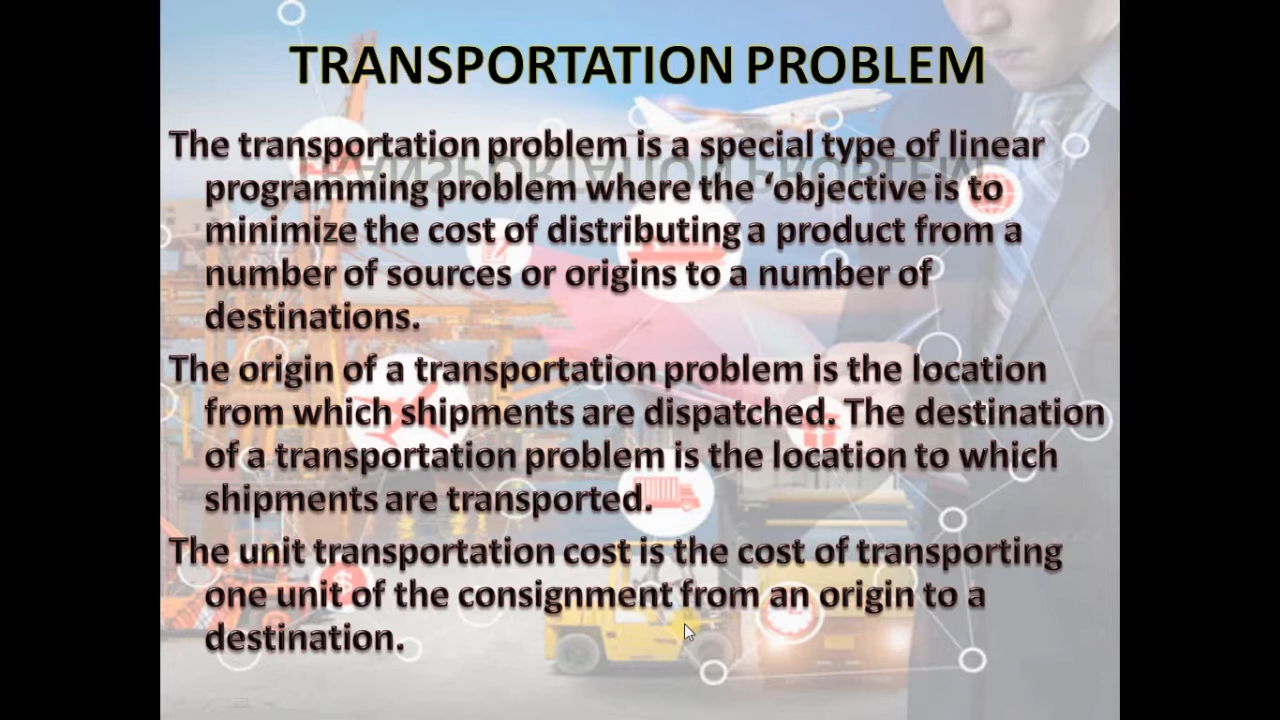 TRANSPORTATION PROBLEM
The transportation problem is a special type of linear
programming problem where the ‘objective is to
minimize the cost of distributing a product from a
number of sources or origins to a number of
destinations.
The origin of a transportation problem is the location
from which shipments are dispatched. The destination
of a transportation problem is the location to which
shipments are transported.
The unit transportation cost is the cost of transporting
one unit of the consignment from an origin to a
destination.